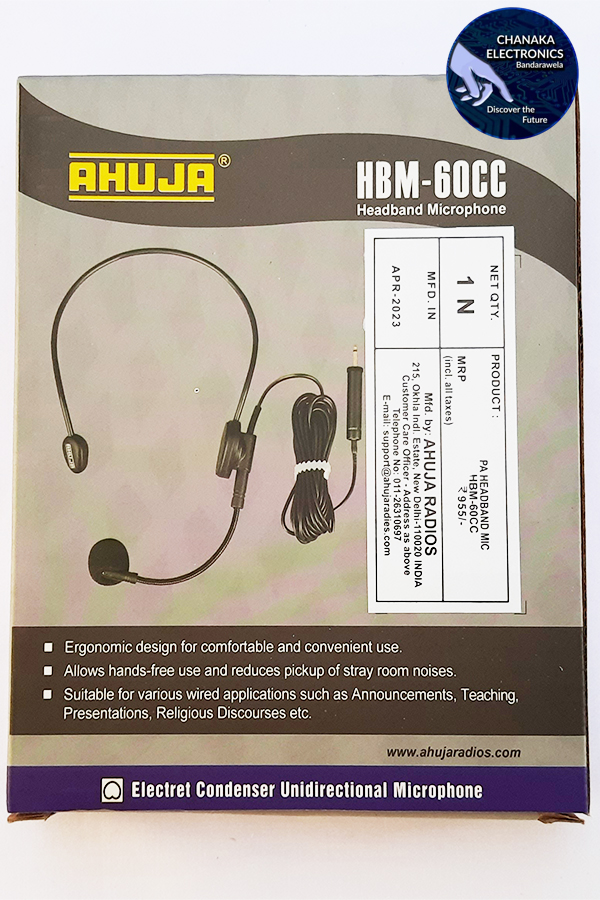 CHANAKA
ELECTRONICS
Bandarawela
Discover the
Future
AHUJA®
HBM-60CC
Headband Microphone
NET QTY.
1 N
MFD. IN
APR-2023
PRODUCT :
PA HEADBAND MIC
HBM-60CC
MRP
₹ 955/-
(incl. all taxes)
Mfd. by: AHUJA RADIOS
215, Okhla Indl. Estate, New Delhi-110020 INDIA
Customer Care Officer - Address as above
Telephone No: 011-26310697
E-mail: support@ahujaradios.com
Ergonomic design for comfortable and convenient use.
Allows hands-free use and reduces pickup of stray room noises.
Suitable for various wired applications such as Announcements, Teaching,
Presentations, Religious Discourses etc.
www.ahujaradios.com
Electret Condenser Unidirectional Microphone